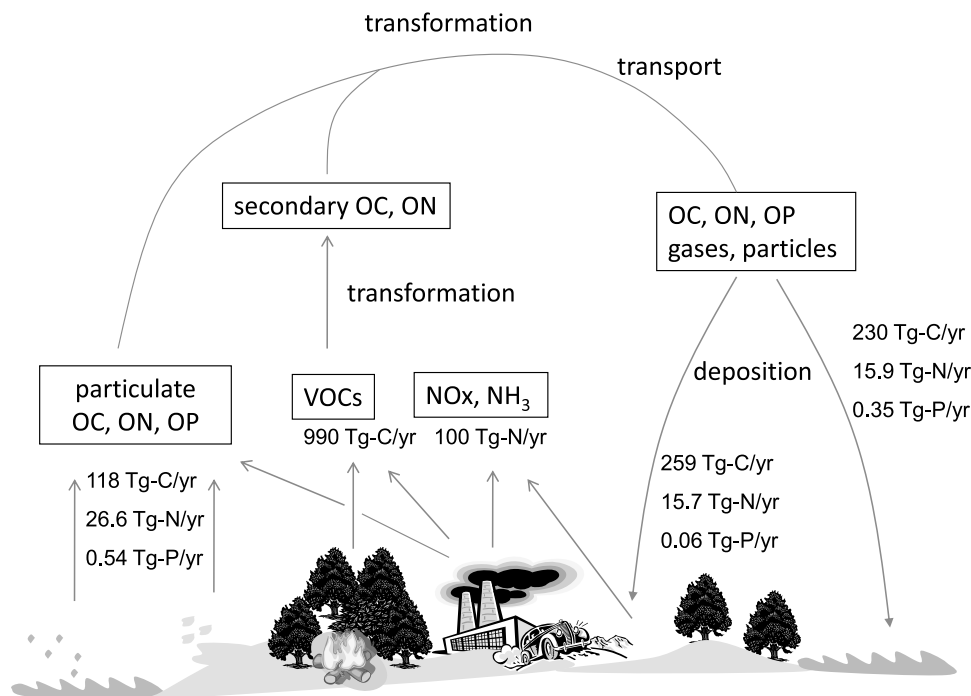 transformation
transport
secondary OC, ON
OC, ON, OP
gases, particles
transformation
230 Tg-C/yr
15.9 Tg-N/yr
0.35 Tg-P/yr
deposition
particulate
OC, ON, OP
VOCs
NOx, NH₃
990 Tg-C/yr
100 Tg-N/yr
118 Tg-C/yr
26.6 Tg-N/yr
0.54 Tg-P/yr
259 Tg-C/yr
15.7 Tg-N/yr
0.06 Tg-P/yr